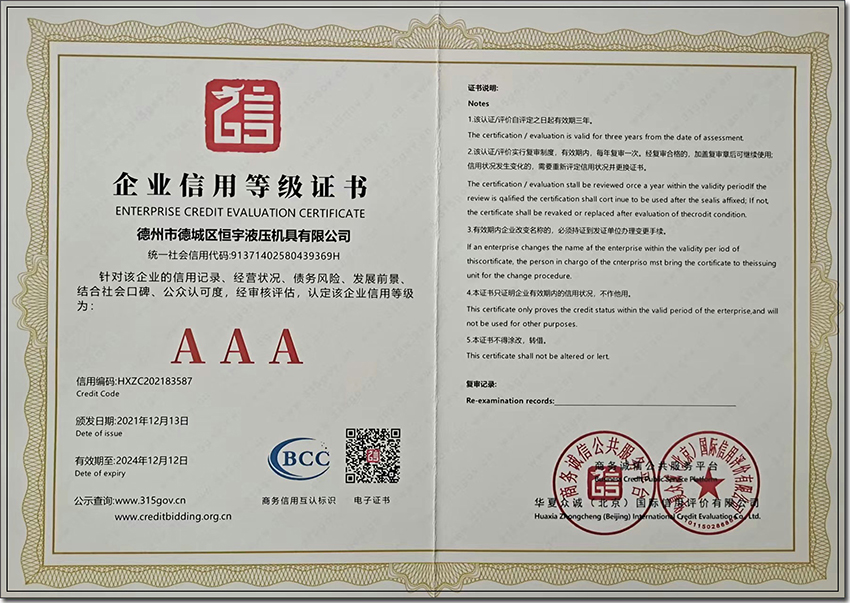 信
企业信用等级证书
ENTERPRISE CREDIT EVALUATION CERTIFICATE
德州市德城区恒宇液压机具有限公司
统一社会信用代码:91371402580439369H
针对该企业的信用记录、经营状况、债务风险、发展前景、
结合社会口碑、公众认可度，经审核评估，认定该企业信用等级
为：
AAA
信用编码:HXZC202183587
Credit Code
颁发日期:2021年12月13日
Date of issue
有效期至:2024年12月12日
Date of expiry
公示查询:www.315gov.cn
www.creditbidding.org.cn
BCC
商务信用互认标识
电子证书
证书说明:
Notes
1.该认证/评价自评定之日起有效期三年。
The certification / evaluation is valid for three years from the date of assessment.
2.该认证/评价实行复审制度，有效期内，每年复审一次。经复审合格的，加盖复审章后可继续使用;
信用状况发生变化的，需要重新评定信用状况并更换证书。
The certification / evaluation stall be reviewed orce a year within the validity periodIf the
review is qalified the certification shall cort inue to be used after the sealis affixed; If not,
the certificate shall be revaked or replaced after evaluation of thecrodit condition.
3.有效期内企业改变名称的，必须持证到发证单位办理变更手续。
If an enterprise changes the name af the enterprise within the validity per iod of
thiscortificate, the person in chargo of the cnterpriso mst bring the certificate to theissuing
unit for the change procedure.
4.本证书只证明企业有效期内的信用状况，不作他用。
This certificate only proves the credit status within the valid period of the erterprise,and will
not be used for other purposes.
5.本证书不得涂改，转借。
This certificate shall not be altered or lert.
复审记录:
Re-examination records:
商务诚信公共服务平台
Business Credit Public Service Platform
华夏众诚（北京）国际信用评价有限公司
Huaxia Zhongcheng (Beijing) International Credit Evaluation Co., Ltd.